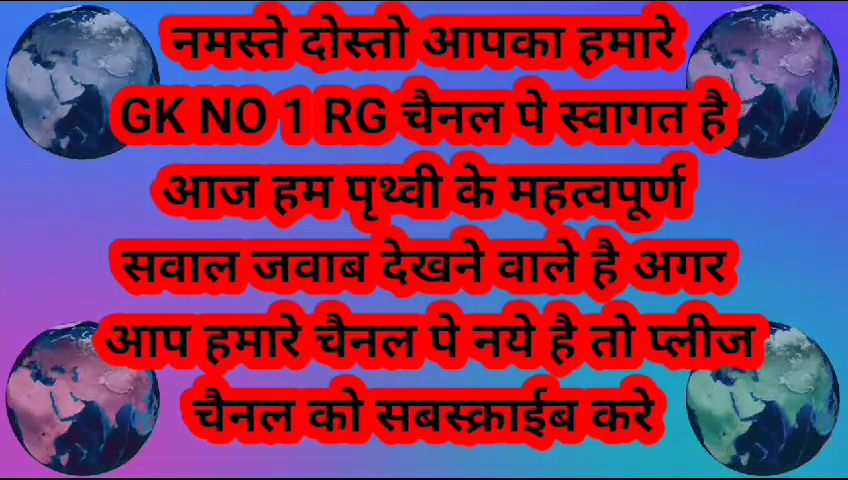 नमस्ते दोस्तो आपका हमारे
GK NO 1 RG चैनल पे स्वागत है
आज हम पृथ्वी के महत्वपूर्ण
सवाल जवाब देखने वाले है अगर
आप हमारे चैनल पे नये है तो प्लीज
चैनल को सबस्क्राईब करे